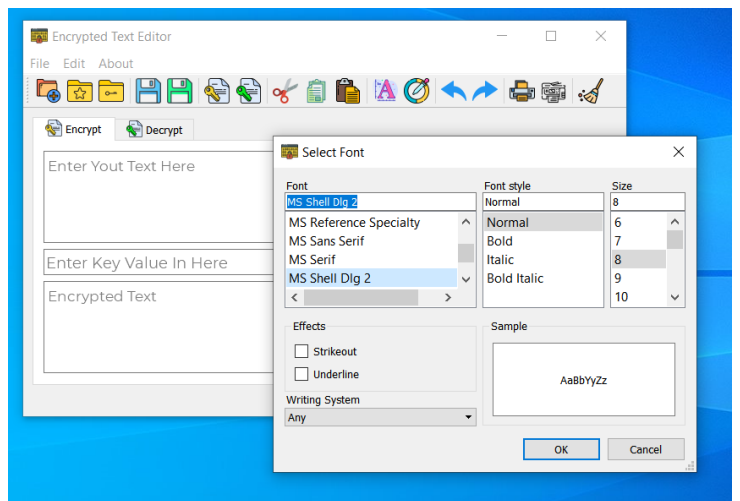 Encrypted Text Editor
File Edit About
Encrypt Decrypt
Enter Yout Text Here
Enter Key Value In Here
Encrypted Text
Select Font
Font Font style Size
MS Shell Dlg 2 Normal 8
MS Reference Specialty Normal 6
MS Sans Serif Bold 7
MS Serif Italic 8
MS Shell Dlg 2 Bold Italic 9
10
Effects Sample
Strikeout
Underline
AaBbYyZz
Writing System
Any
OK Cancel